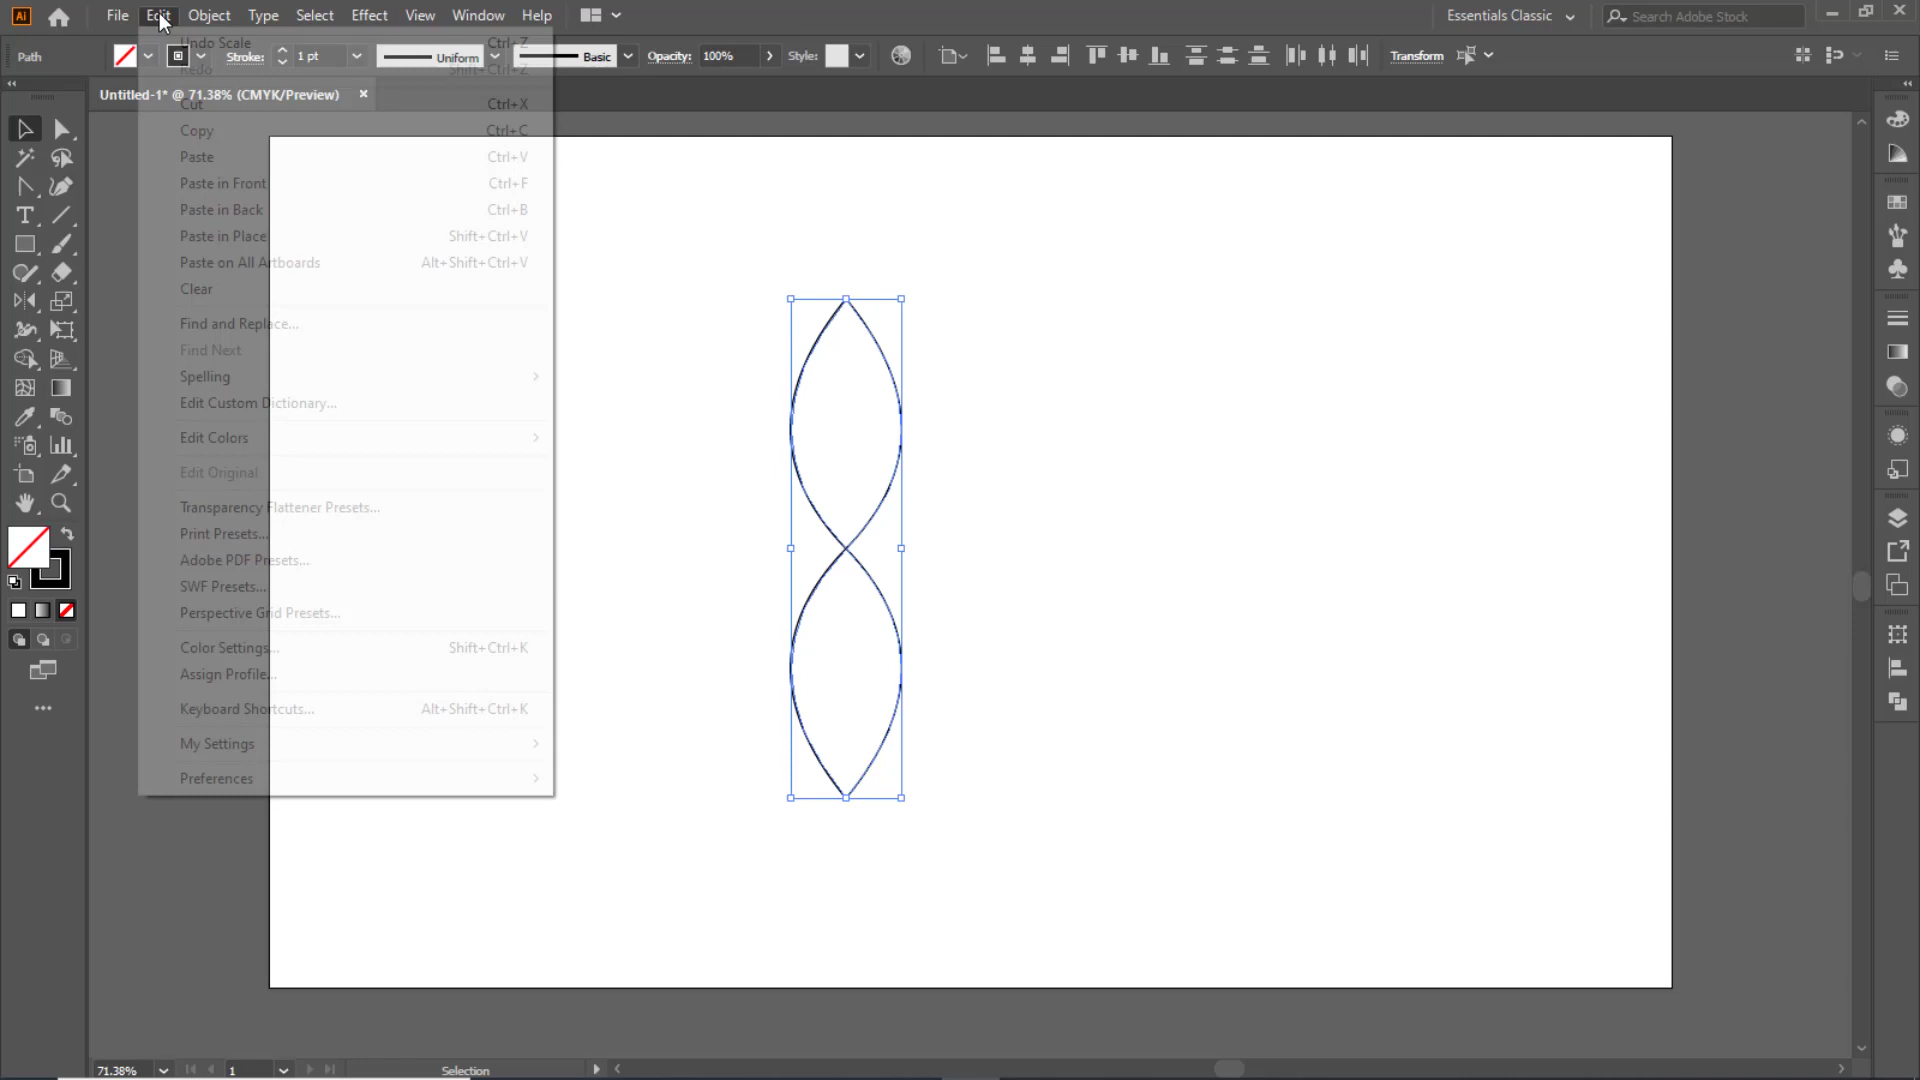 Ai File Edit Object Type Select Effect View Window Help Essentials Classic Search Adobe Stock
Path Stroke: 1 pt Uniform Basic Opacity: 100% Style: Transform
Untitled-1* @ 71.38% (CMYK/Preview)
Undo Scale Ctrl+Z
Redo Shift+Ctrl+Z
Cut Ctrl+X
Copy Ctrl+C
Paste Ctrl+V
Paste in Front Ctrl+F
Paste in Back Ctrl+B
Paste in Place Shift+Ctrl+V
Paste on All Artboards Alt+Shift+Ctrl+V
Clear
Find and Replace...
Find Next
Spelling
Edit Custom Dictionary...
Edit Colors
Edit Original
Transparency Flattener Presets...
Print Presets...
Adobe PDF Presets...
SWF Presets...
Perspective Grid Presets...
Color Settings... Shift+Ctrl+K
Assign Profile...
Keyboard Shortcuts... Alt+Shift+Ctrl+K
My Settings
Preferences
71.38% 1 Selection